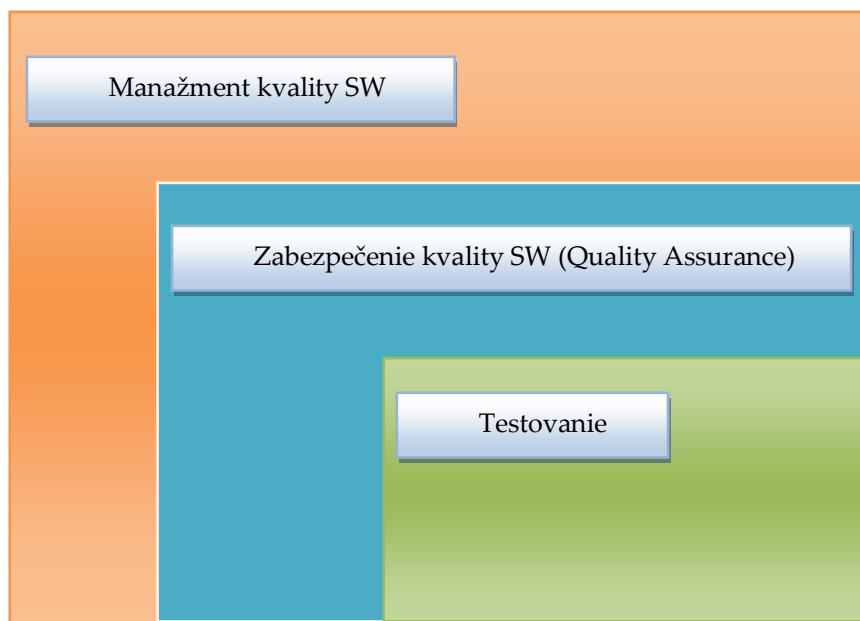 Manažment kvality SW
Zabezpečenie kvality SW (Quality Assurance)
Testovanie